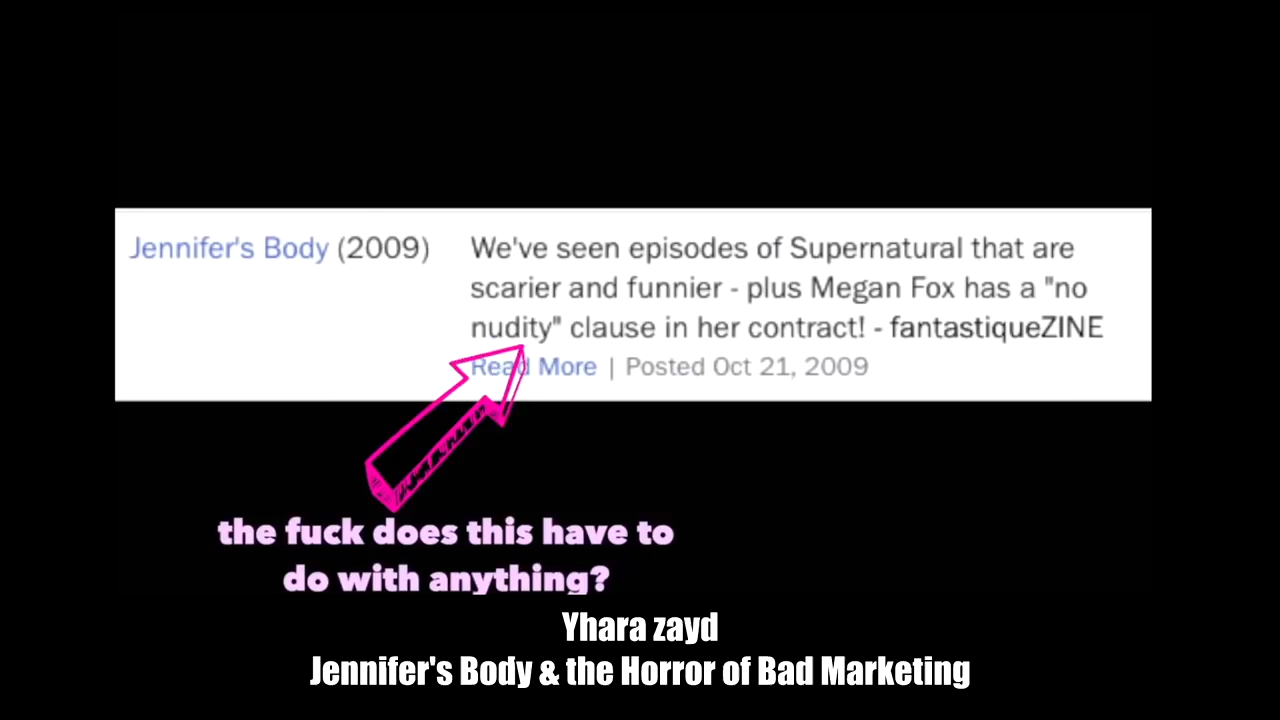 Jennifer's Body (2009)
We've seen episodes of Supernatural that are
scarier and funnier - plus Megan Fox has a "no
nudity" clause in her contract! - fantastiqueZINE
Read More | Posted Oct 21, 2009
the fuck does this have to
do with anything?
Yhara zayd
Jennifer's Body & the Horror of Bad Marketing